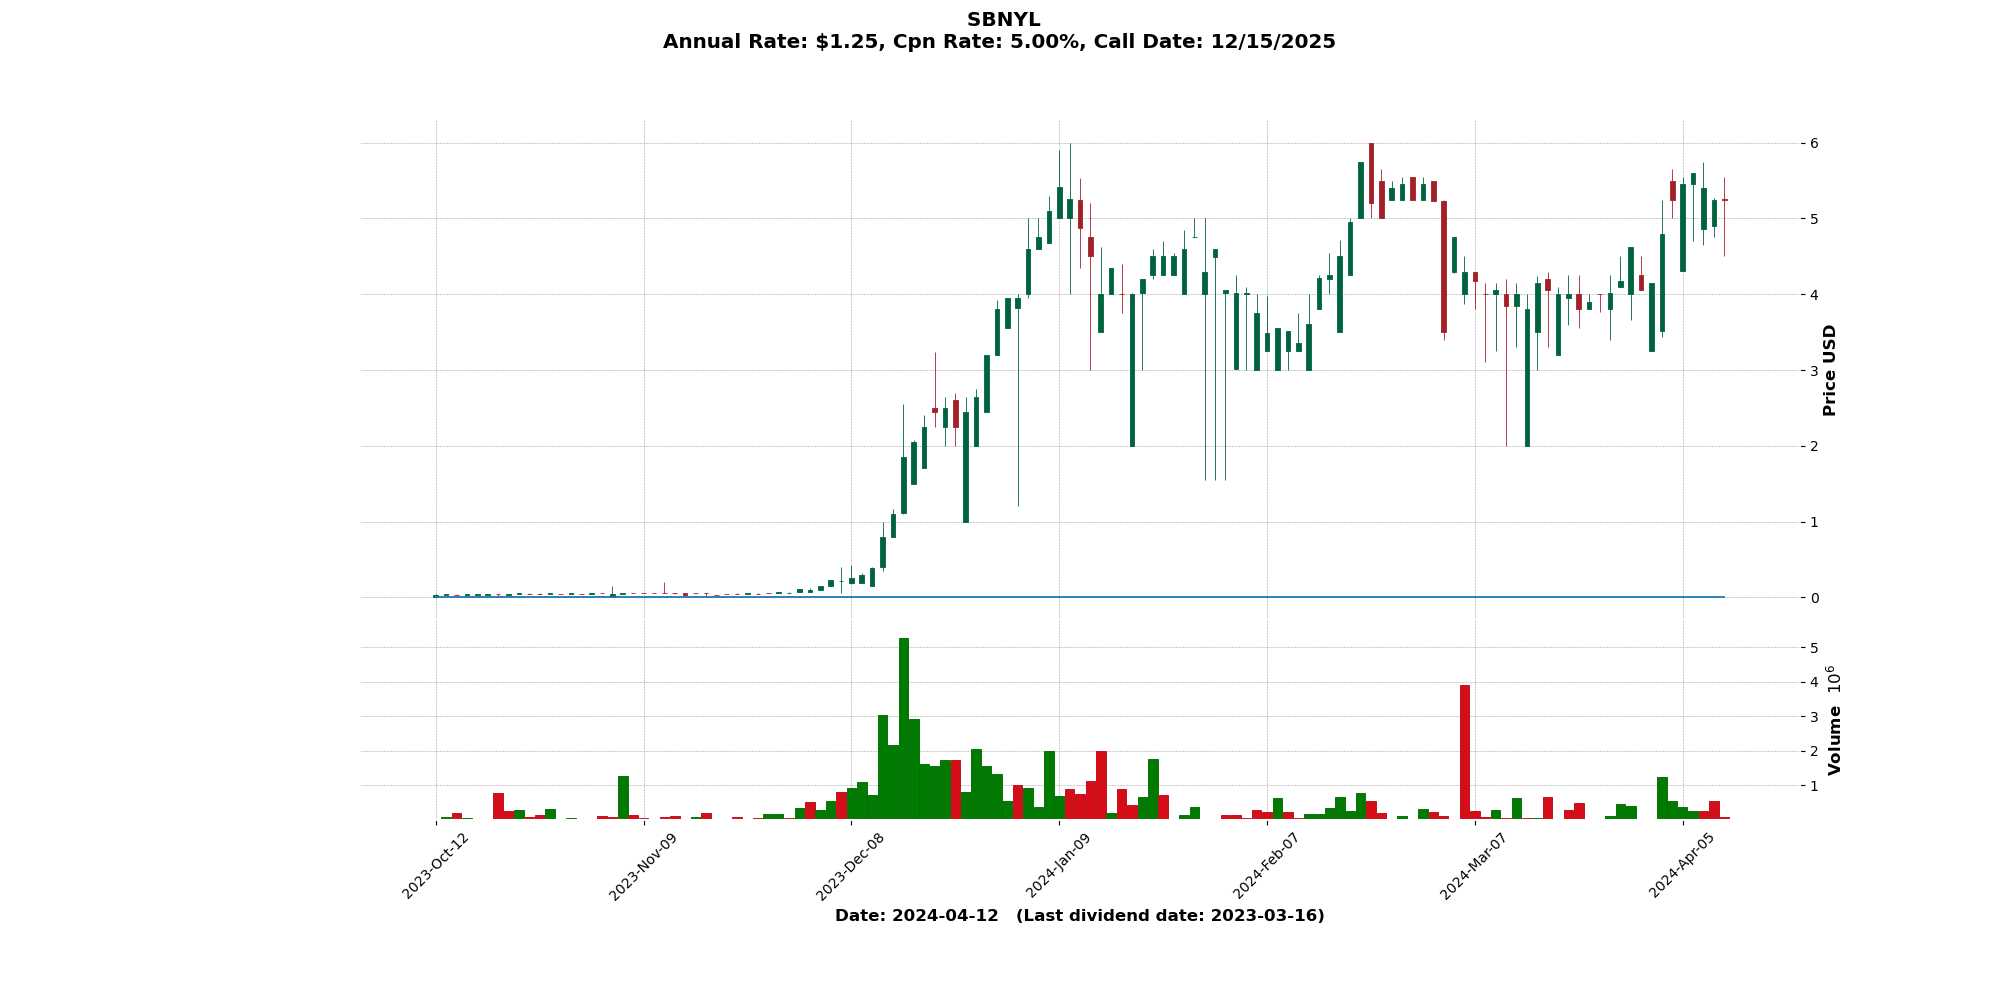 SBNYL
Annual Rate: $1.25, Cpn Rate: 5.00%, Call Date: 12/15/2025
6
5
4
3
2
1
0
Price USD
5
4
3
2
1
Volume 10⁶
2023-Oct-12
2023-Nov-09
2023-Dec-08
2024-Jan-09
2024-Feb-07
2024-Mar-07
2024-Apr-05
Date: 2024-04-12 (Last dividend date: 2023-03-16)